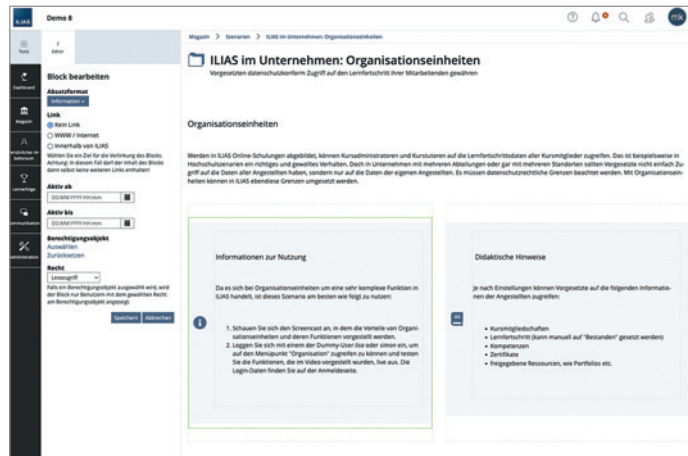 ILIAS
Demo 8
mk
Tools
Editor
Dashboard
Magazin
Lernerfolge
Kommunikation
Administration
Block bearbeiten
Absatzformat
Information
Link
Kein Link
WWW / Internet
Innerhalb von ILIAS
Wählen Sie ein Ziel für die Verlinkung des Blocks.
Achtung: In diesem Fall darf der Inhalt des Blocks
dann selbst keine weiteren Links enthalten!
Aktiv ab
DD.MM.YYYY HH:mm
Aktiv bis
DD.MM.YYYY HH:mm
Berechtigungsobjekt
Auswählen
Zurücksetzen
Recht
Lesezugriff
Falls ein Berechtigungsobjekt ausgewählt wird, wird
der Block nur Benutzern mit dem gewählten Recht
am Berechtigungsobjekt angezeigt.
Speichern Abbrechen
Magazin > Szenarien > ILIAS im Unternehmen: Organisationseinheiten
ILIAS im Unternehmen: Organisationseinheiten
Vorgesetzten datenschutzkonform Zugriff auf den Lernfortschritt ihrer Mitarbeitenden gewähren
Organisationseinheiten
Werden in ILIAS Online-Schulungen abgebildet, können Kursadministratoren und Kurstutoren auf die Lernfortschrittsdaten aller Kursmitglieder zugreifen. Das ist beispielsweise in
Hochschulszenarien ein richtiges und gewolltes Verhalten. Doch in Unternehmen mit mehreren Abteilungen oder gar mit mehreren Standorten sollten Vorgesetzte nicht einfach Zu-
griff auf die Daten aller Angestellten haben, sondern nur auf die Daten der eigenen Angestellten. Es müssen datenschutzrechtliche Grenzen beachtet werden. Mit Organisationsein-
heiten können in ILIAS ebendiese Grenzen umgesetzt werden.
Informationen zur Nutzung
Da es sich bei Organisationseinheiten um eine sehr komplexe Funktion in
ILIAS handelt, ist dieses Szenario am besten wie folgt zu nutzen:
1. Schauen Sie sich den Screencast an, in dem die Vorteile von Organi-
sationseinheiten und deren Funktionen vorgestellt werden.
2. Loggen Sie sich mit einem der Dummy-User ilse oder simon ein, um
auf den Menüpunkt "Organisation" zugreifen zu können und testen
Sie die Funktionen, die im Video vorgestellt wurden, live aus. Die
Login-Daten finden Sie auf der Anmeldeseite.
Didaktische Hinweise
Je nach Einstellungen können Vorgesetzte auf die folgenden Informatio-
nen der Angestellten zugreifen:
• Kursmitgliedschaften
• Lernfortschritt (kann manuell auf "Bestanden" gesetzt werden)
• Kompetenzen
• Zertifikate
• freigegebene Ressourcen, wie Portfolios etc.